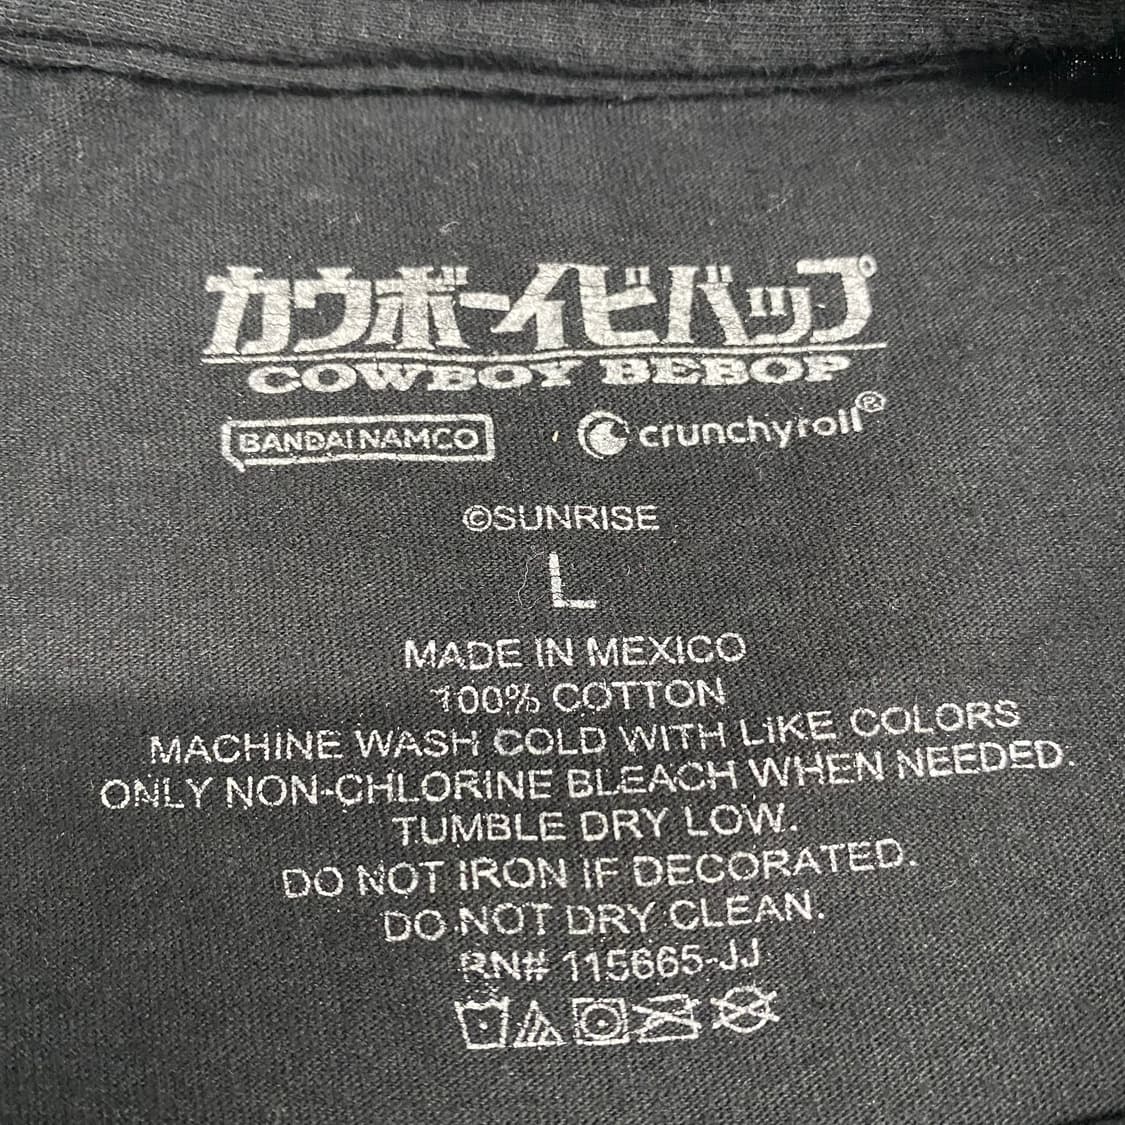 カウボーイビバップ
COWBOY BEBOP
BANDAI NAMCO crunchyroll®
©SUNRISE
L
MADE IN MEXICO
100% COTTON
MACHINE WASH COLD WITH LIKE COLORS
ONLY NON-CHLORINE BLEACH WHEN NEEDED.
TUMBLE DRY LOW.
DO NOT IRON IF DECORATED.
DO NOT DRY CLEAN.
RN# 115665-JJ